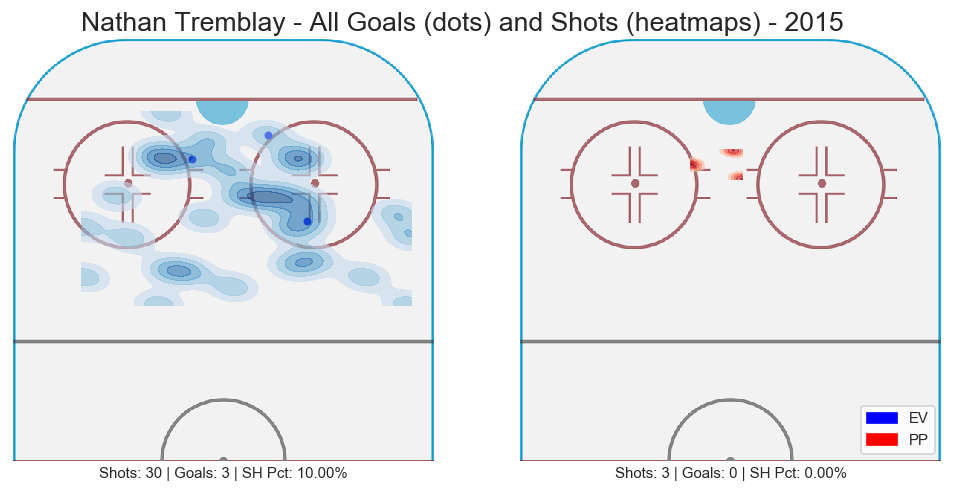 Nathan Tremblay - All Goals (dots) and Shots (heatmaps) - 2015
EV
PP
Shots: 30 | Goals: 3 | SH Pct: 10.00%
Shots: 3 | Goals: 0 | SH Pct: 0.00%